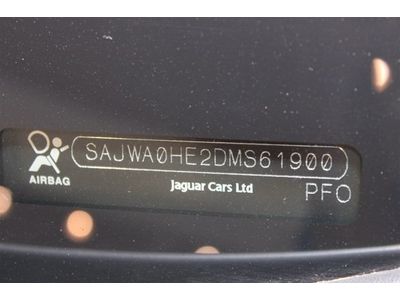 SAJWA0HE2DMS61900
AIRBAG
Jaguar Cars Ltd
PFO